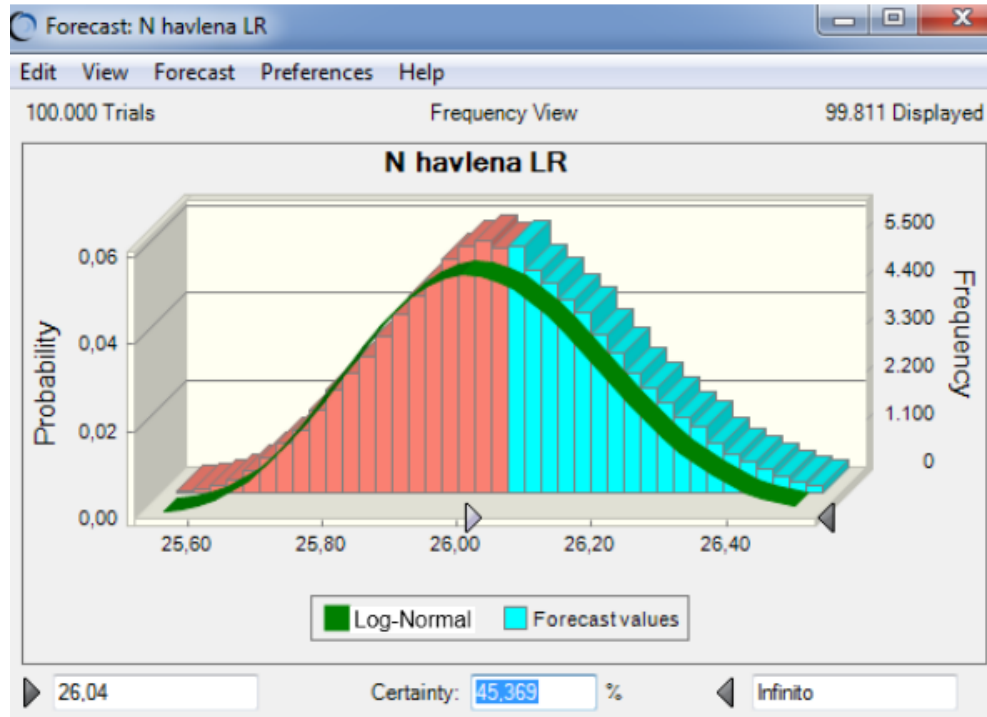 Forecast: N havlena LR
Edit View Forecast Preferences Help
100.000 Trials Frequency View 99.811 Displayed
N havlena LR
Probability
0,06
0,04
0,02
0,00
5.500
4.400
3.300
2.200
1.100
0
Frequency
25,60 25,80 26,00 26,20 26,40
Log-Normal Forecast values
26,04 Certainty: 45,369 % Infinito